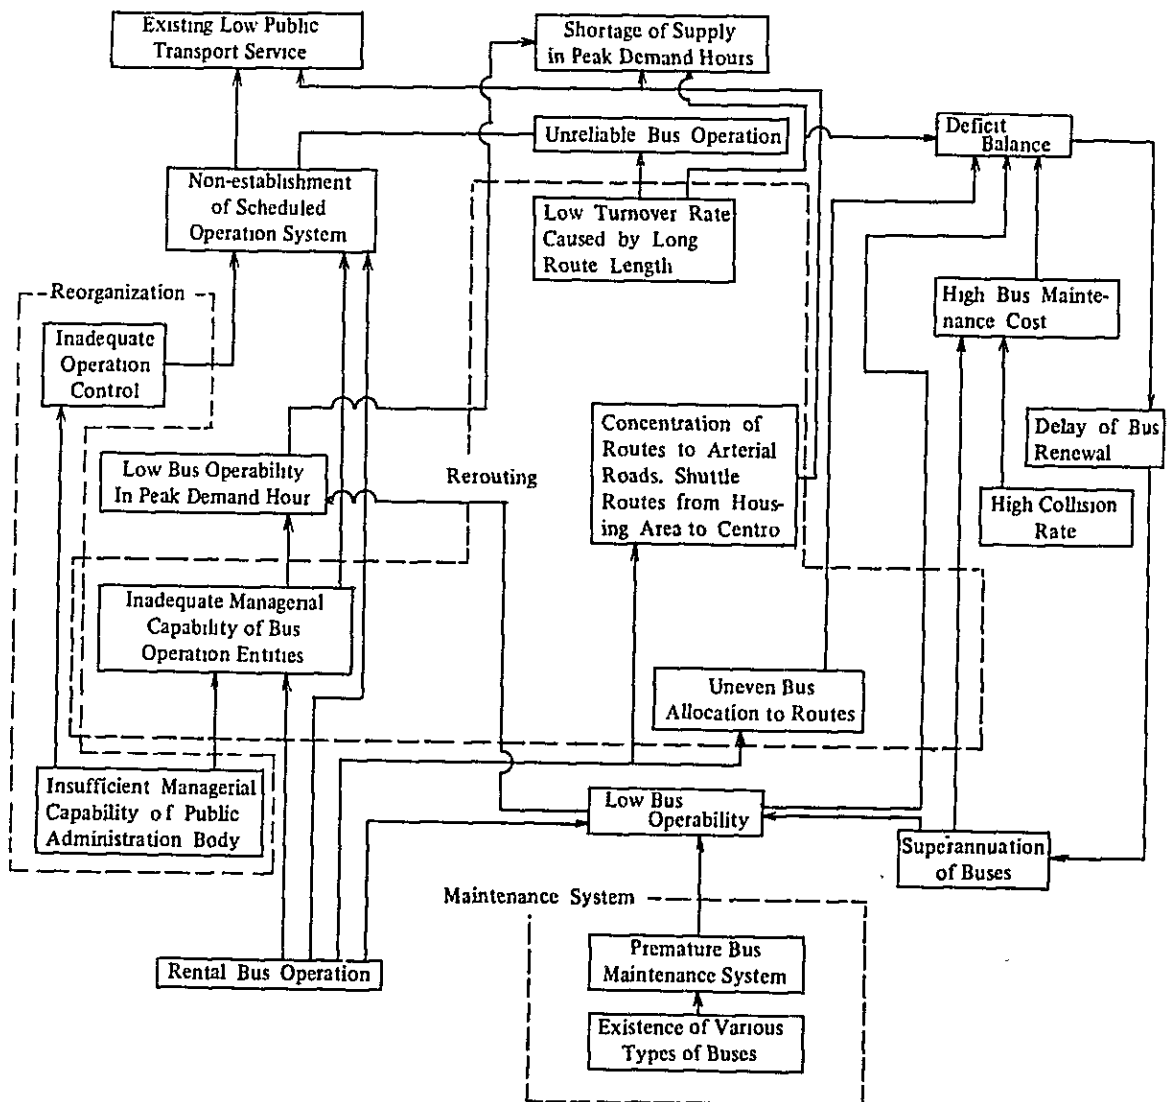 Existing Low Public
Transport Service
Shortage of Supply
in Peak Demand Hours
Unreliable Bus Operation
Deficit
Balance
Non-establishment
of Scheduled
Operation System
Low Turnover Rate
Caused by Long
Route Length
Reorganization
High Bus Mainte-
nance Cost
Inadequate
Operation
Control
Concentration of
Routes to Arterial
Roads. Shuttle
Routes from Hous-
ing Area to Centro
Delay of Bus
Renewal
Low Bus Operability
In Peak Demand Hour
Rerouting
High Collision
Rate
Inadequate Managerial
Capability of Bus
Operation Entities
Uneven Bus
Allocation to Routes
Insufficient Managerial
Capability of Public
Administration Body
Low Bus
Operability
Superannuation
of Buses
Maintenance System
Premature Bus
Maintenance System
Rental Bus Operation
Existence of Various
Types of Buses